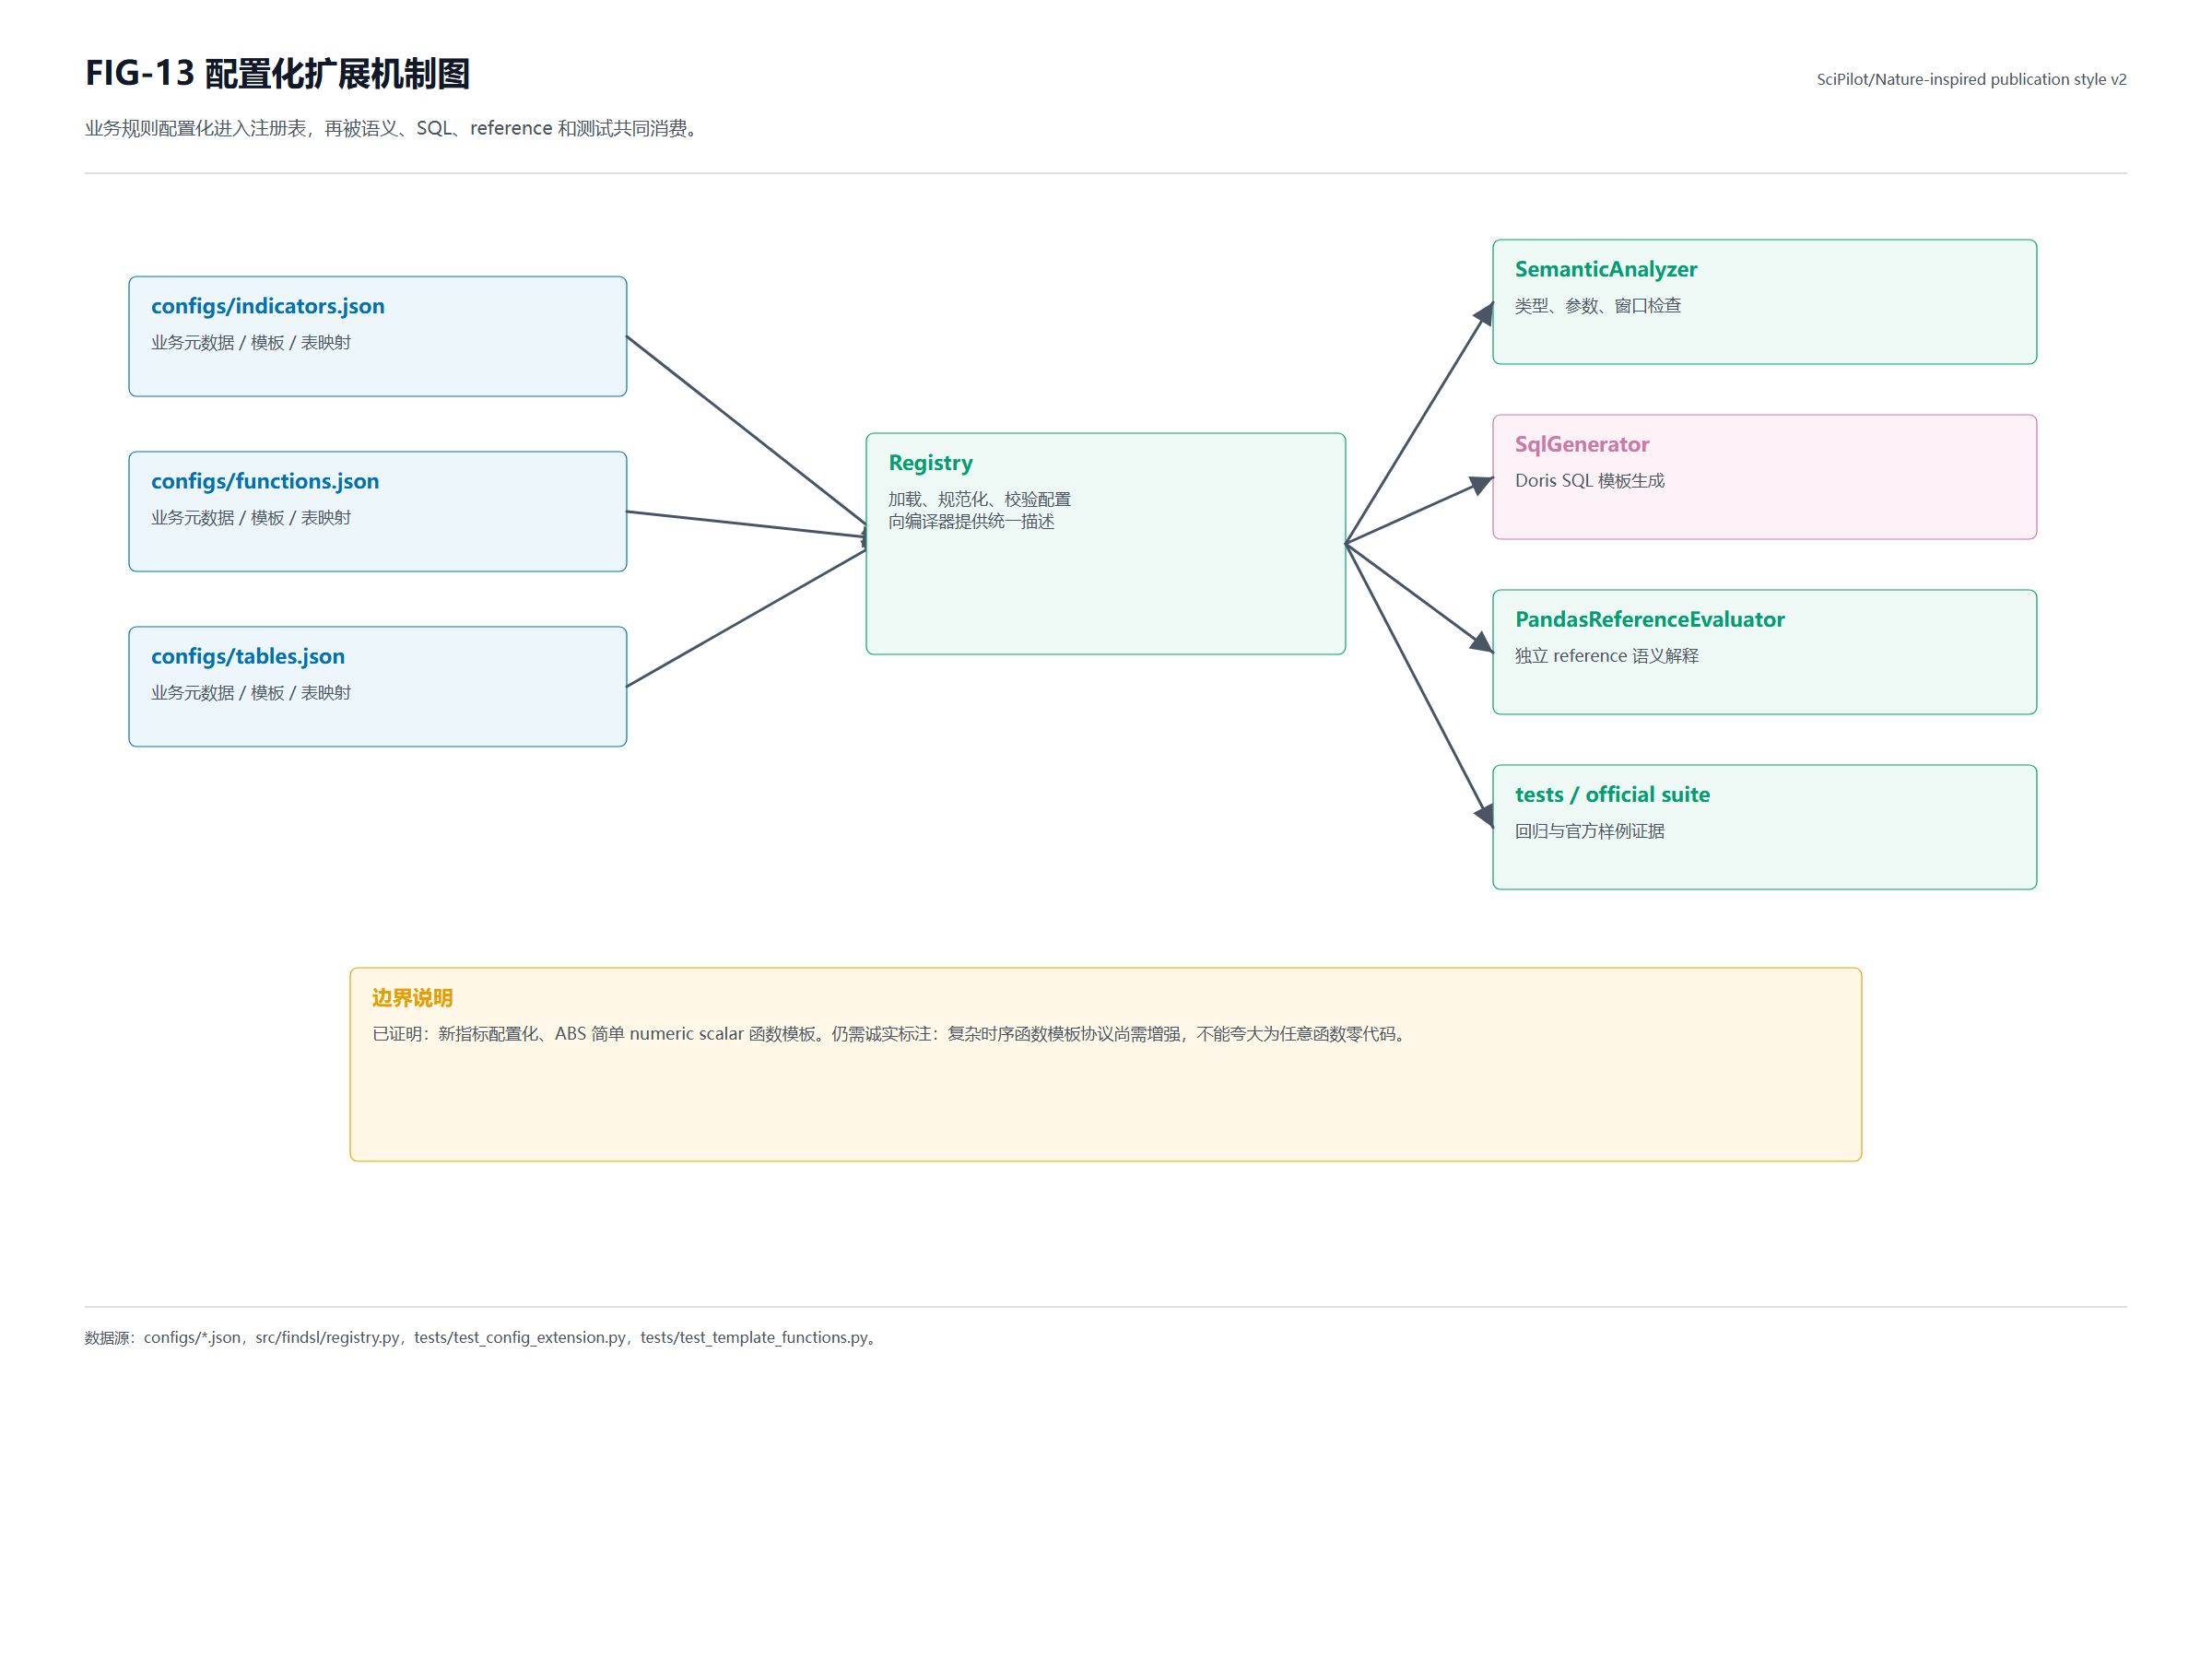 FIG-13 配置化扩展机制图
SciPilot/Nature-inspired publication style v2
业务规则配置化进入注册表，再被语义、SQL、reference 和测试共同消费。
configs/indicators.json
业务元数据 / 模板 / 表映射
configs/functions.json
业务元数据 / 模板 / 表映射
configs/tables.json
业务元数据 / 模板 / 表映射
Registry
加载、规范化、校验配置
向编译器提供统一描述
SemanticAnalyzer
类型、参数、窗口检查
SqlGenerator
Doris SQL 模板生成
PandasReferenceEvaluator
独立 reference 语义解释
tests / official suite
回归与官方样例证据
边界说明
已证明：新指标配置化、ABS 简单 numeric scalar 函数模板。仍需诚实标注：复杂时序函数模板协议尚需增强，不能夸大为任意函数零代码。
数据源：configs/*.json，src/findsl/registry.py，tests/test_config_extension.py，tests/test_template_functions.py。